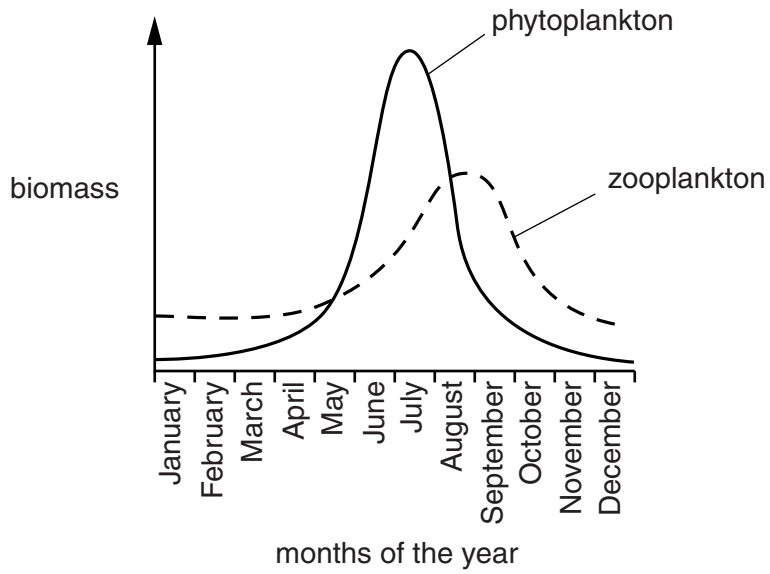 phytoplankton
zooplankton
biomass
January
February
March
April
May
June
July
August
September
October
November
December
months of the year